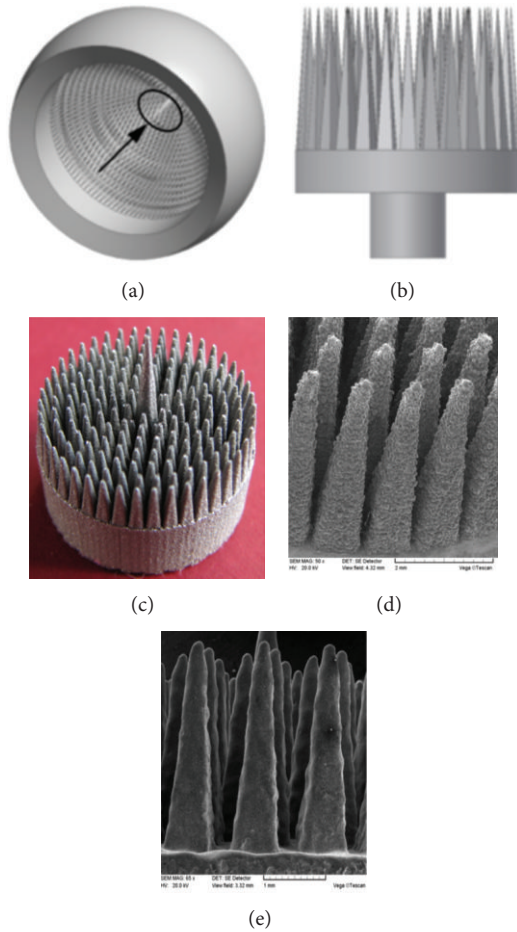 (a)
(b)
(c)
(d)
SEM MAG: 50 x DET: SE Detector
HV: 20.0 kV View field: 4.32 mm 2 mm Vega ©Tescan
(e)
SEM MAG: 65 x DET: SE Detector
HV: 20.0 kV View field: 3.32 mm 1 mm Vega ©Tescan